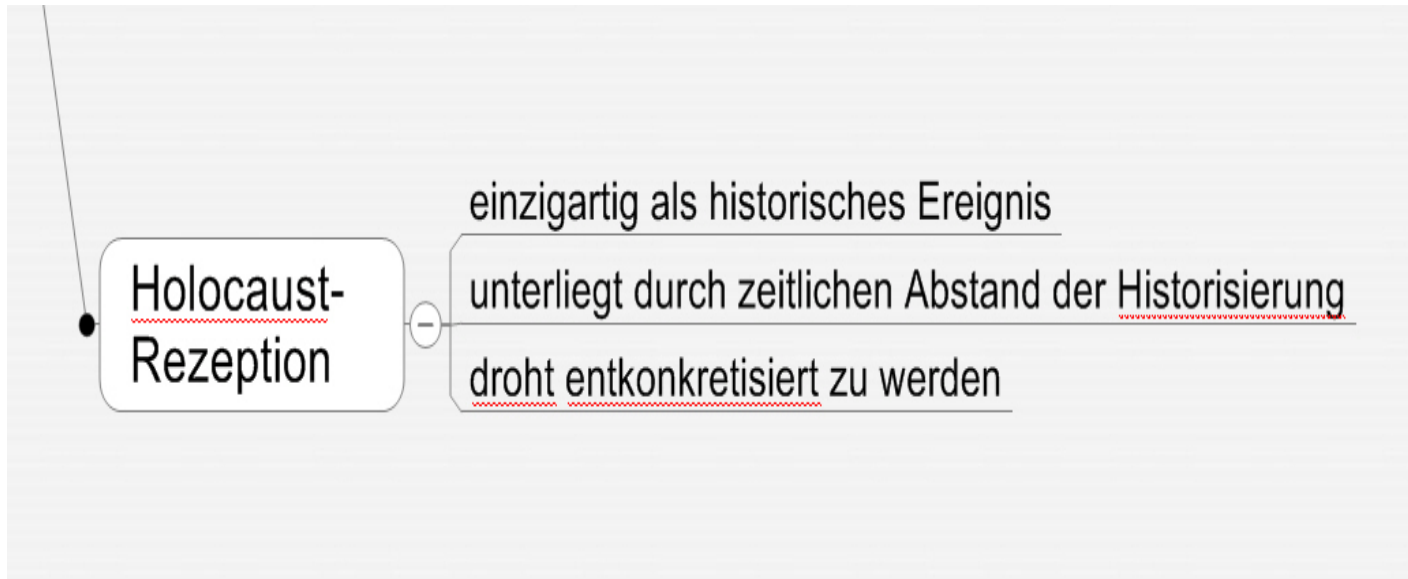 Holocaust-
Rezeption
einzigartig als historisches Ereignis
unterliegt durch zeitlichen Abstand der Historisierung
droht entkonkretisiert zu werden